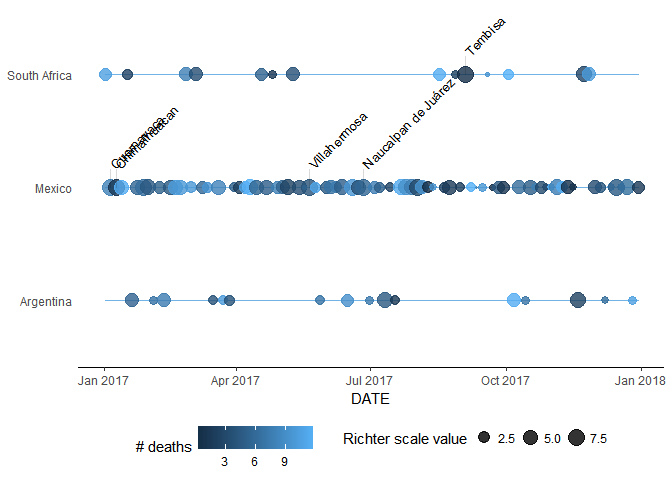 Tembisa
South Africa
Cuernavaca
Chimalhuacan
Villahermosa
Naucalpan de Juárez
Mexico
Argentina
Jan 2017 Apr 2017 Jul 2017 Oct 2017 Jan 2018
DATE
# deaths
3 6 9
Richter scale value 2.5 5.0 7.5